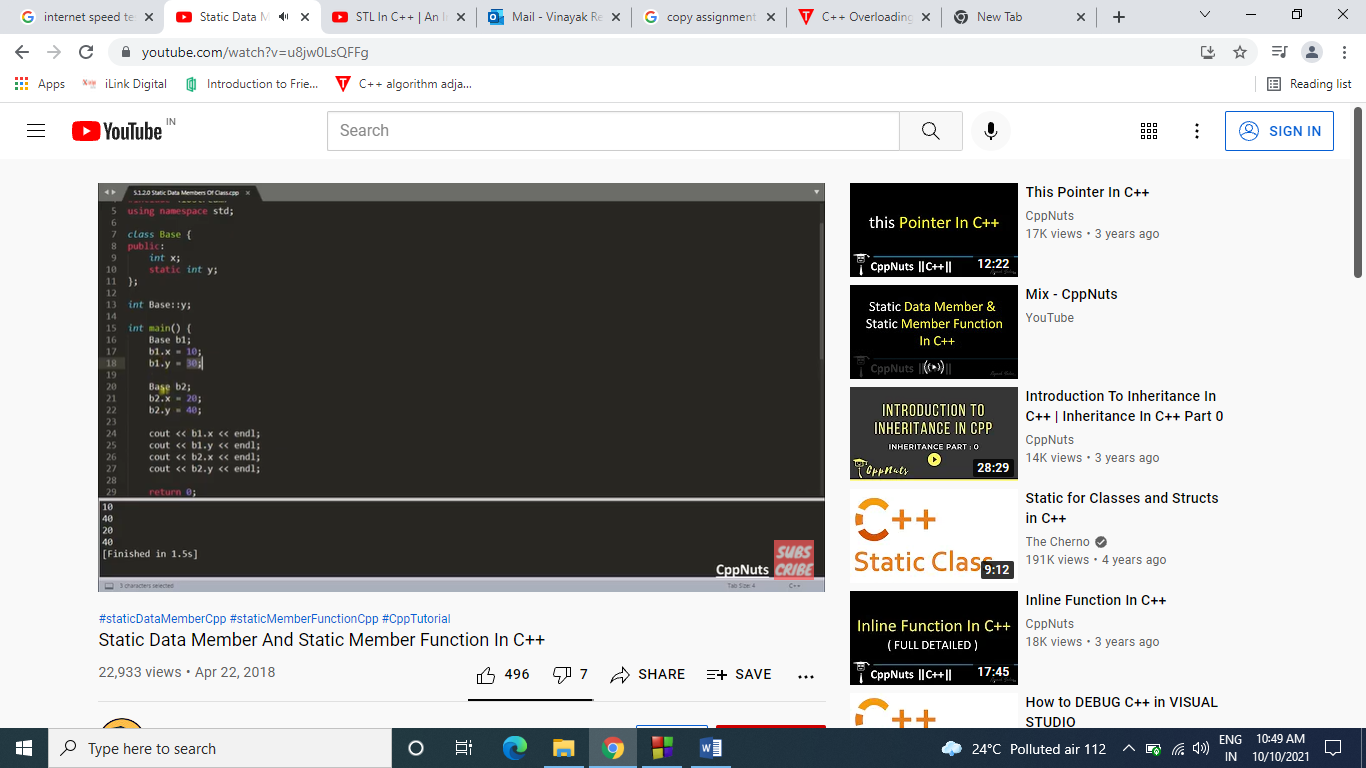 internet speed te
Static Data M
STL In C++ | An I
Mail - Vinayak Re
copy assignment
C++ Overloading
New Tab
youtube.com/watch?v=u8jw0LsQFFg
Apps
iLink Digital
Introduction to Frie...
C++ algorithm adja...
Reading list
YouTube IN
Search
SIGN IN
5.1.2.0 Static Data Members Of Class.cpp
5 using namespace std;
6
7 class Base {
8 public:
9 int x;
10 static int y;
11 };
12
13 int Base::y;
14
15 int main() {
16 Base b1;
17 b1.x = 10;
18 b1.y = 30;
19
20 Base b2;
21 b2.x = 20;
22 b2.y = 40;
23
24 cout << b1.x << endl;
25 cout << b1.y << endl;
26 cout << b2.x << endl;
27 cout << b2.y << endl;
28
29 return 0;
10
40
20
40
[Finished in 1.5s]
CppNuts
SUBS
CRIBE
3 characters selected
Tab Size: 4
C++
#staticDataMemberCpp #staticMemberFunctionCpp #CppTutorial
Static Data Member And Static Member Function In C++
22,933 views • Apr 22, 2018
496
7
SHARE
SAVE
this Pointer In C++
CppNuts ||C++||
12:22
This Pointer In C++
CppNuts
17K views • 3 years ago
Static Data Member &
Static Member Function
In C++
Mix - CppNuts
YouTube
INTRODUCTION TO
INHERITANCE IN CPP
INHERITANCE PART : 0
CppNuts
28:29
Introduction To Inheritance In
C++ | Inheritance In C++ Part 0
CppNuts
14K views • 3 years ago
C++
Static Class
9:12
Static for Classes and Structs
in C++
The Cherno
191K views • 4 years ago
Inline Function In C++
( FULL DETAILED )
CppNuts ||C++||
17:45
Inline Function In C++
CppNuts
18K views • 3 years ago
C++
How to DEBUG C++ in VISUAL
STUDIO
Type here to search
24°C Polluted air 112
ENG
IN
10:49 AM
10/10/2021